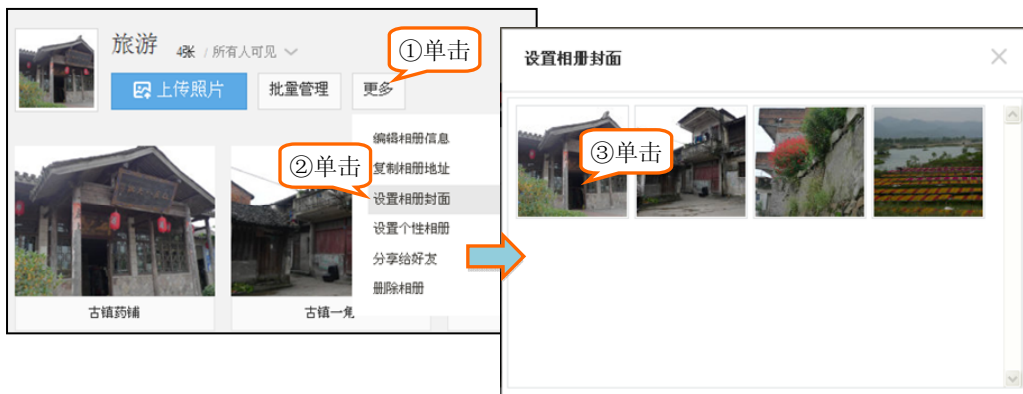 旅游 4张 / 所有人可见
①单击
上传照片 批量管理 更多
编辑相册信息
②单击
复制相册地址
设置相册封面
设置个性相册
分享给好友
删除相册
古镇药铺 古镇一角
设置相册封面
③单击